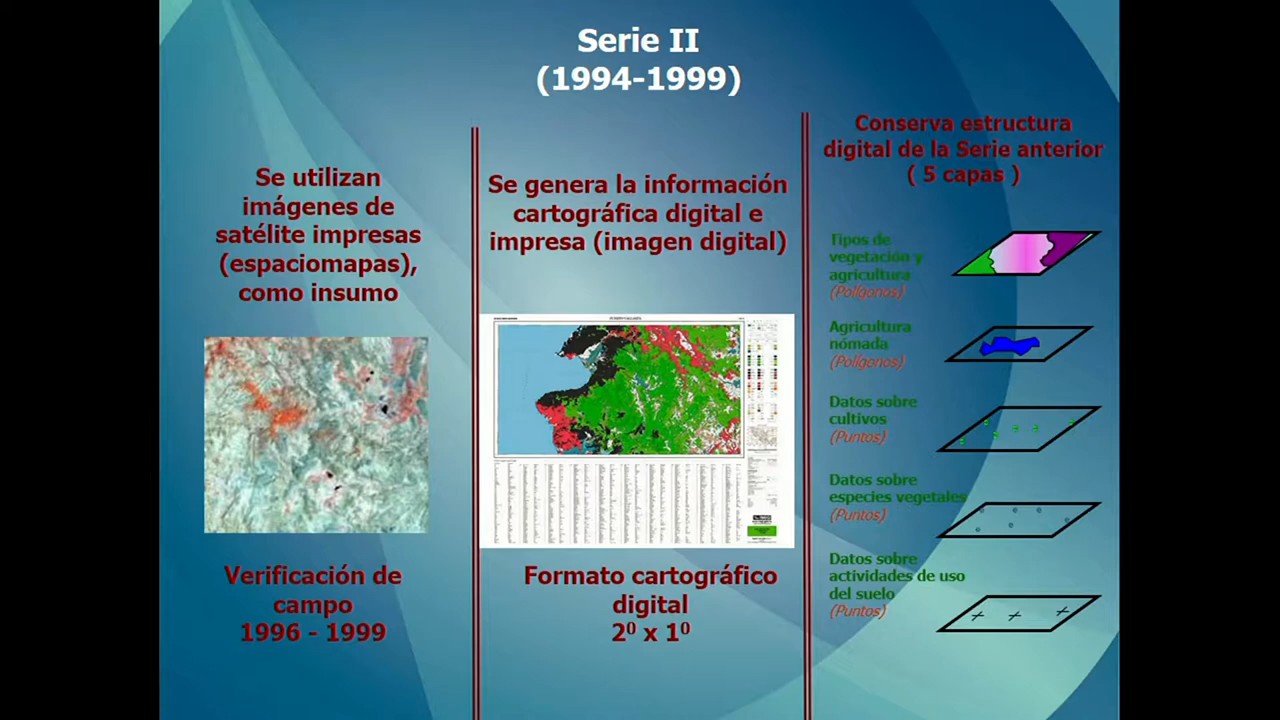 Serie II
(1994-1999)
Se utilizan
imágenes de
satélite impresas
(espaciomapas),
como insumo
Verificación de
campo
1996 - 1999
Se genera la información
cartográfica digital e
impresa (imagen digital)
Formato cartográfico
digital
2⁰ x 1⁰
Conserva estructura
digital de la Serie anterior
( 5 capas )
Tipos de
vegetación y
agricultura
(Polígonos)
Agricultura
nómada
(Polígonos)
Datos sobre
cultivos
(Puntos)
Datos sobre
especies vegetales
(Puntos)
Datos sobre
actividades de uso
del suelo
(Puntos)